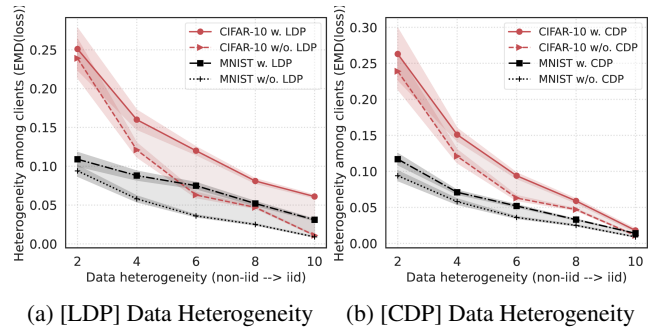 Heterogeneity among clients (EMD(loss))
0.25
0.20
0.15
0.10
0.05
0.00
CIFAR-10 w. LDP
CIFAR-10 w/o. LDP
MNIST w. LDP
MNIST w/o. LDP
2 4 6 8 10
Data heterogeneity (non-iid --> iid)
(a) [LDP] Data Heterogeneity
Heterogeneity among clients (EMD(loss))
0.30
0.25
0.20
0.15
0.10
0.05
0.00
CIFAR-10 w. CDP
CIFAR-10 w/o. CDP
MNIST w. CDP
MNIST w/o. CDP
2 4 6 8 10
Data heterogeneity (non-iid --> iid)
(b) [CDP] Data Heterogeneity